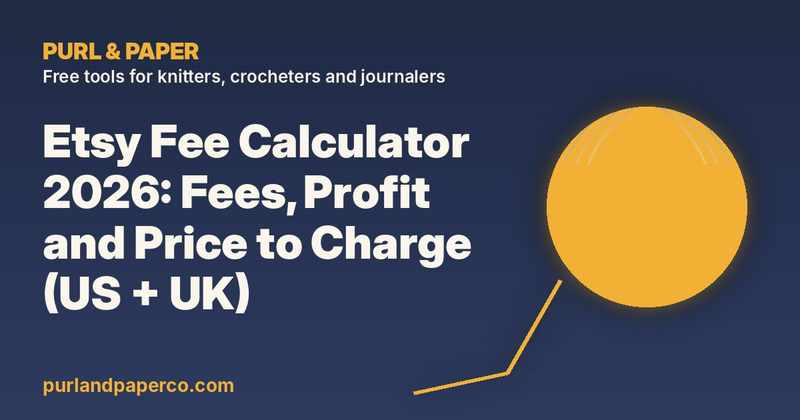 PURL & PAPER
Free tools for knitters, crocheters and journalers
Etsy Fee Calculator
2026: Fees, Profit
and Price to Charge
(US + UK)
purlandpaperco.com